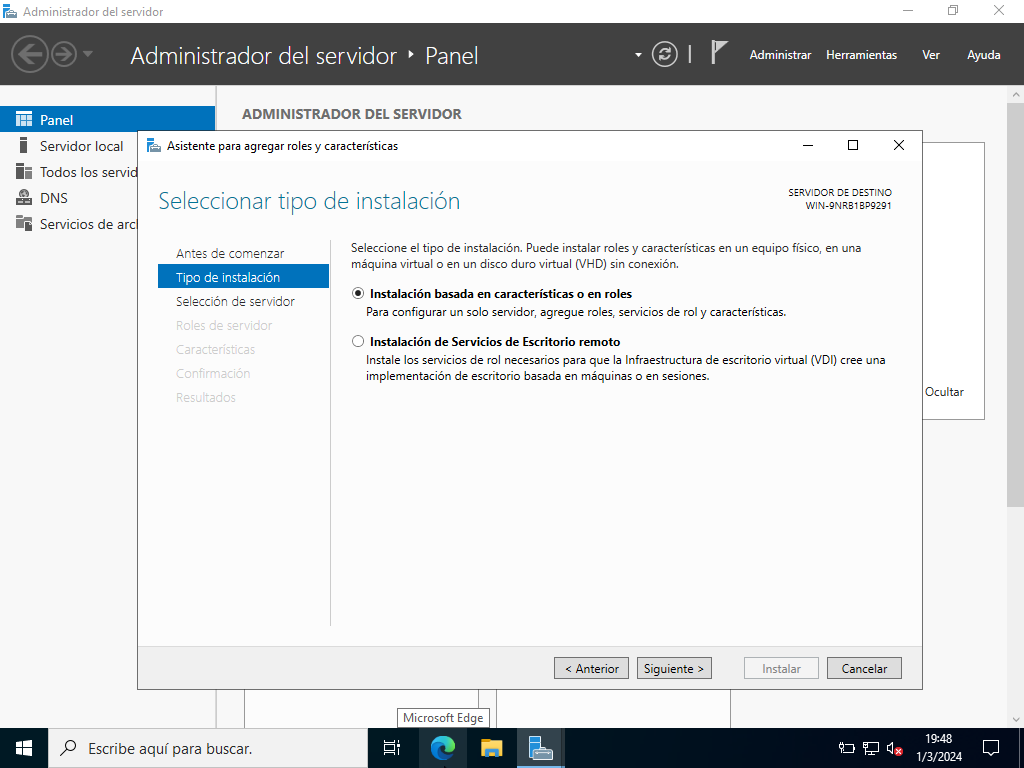 Administrador del servidor
Administrador del servidor
Panel
Administrar
Herramientas
Ver
Ayuda
Panel
Servidor local
Todos los servid
DNS
Servicios de arc
ADMINISTRADOR DEL SERVIDOR
Ocultar
Asistente para agregar roles y características
Seleccionar tipo de instalación
SERVIDOR DE DESTINO
WIN-9NRB1BP9291
Antes de comenzar
Tipo de instalación
Selección de servidor
Roles de servidor
Características
Confirmación
Resultados
Seleccione el tipo de instalación. Puede instalar roles y características en un equipo físico, en una
máquina virtual o en un disco duro virtual (VHD) sin conexión.
Instalación basada en características o en roles
Para configurar un solo servidor, agregue roles, servicios de rol y características.
Instalación de Servicios de Escritorio remoto
Instale los servicios de rol necesarios para que la Infraestructura de escritorio virtual (VDI) cree una
implementación de escritorio basada en máquinas o en sesiones.
< Anterior
Siguiente >
Instalar
Cancelar
Microsoft Edge
Escribe aquí para buscar.
19:48
1/3/2024